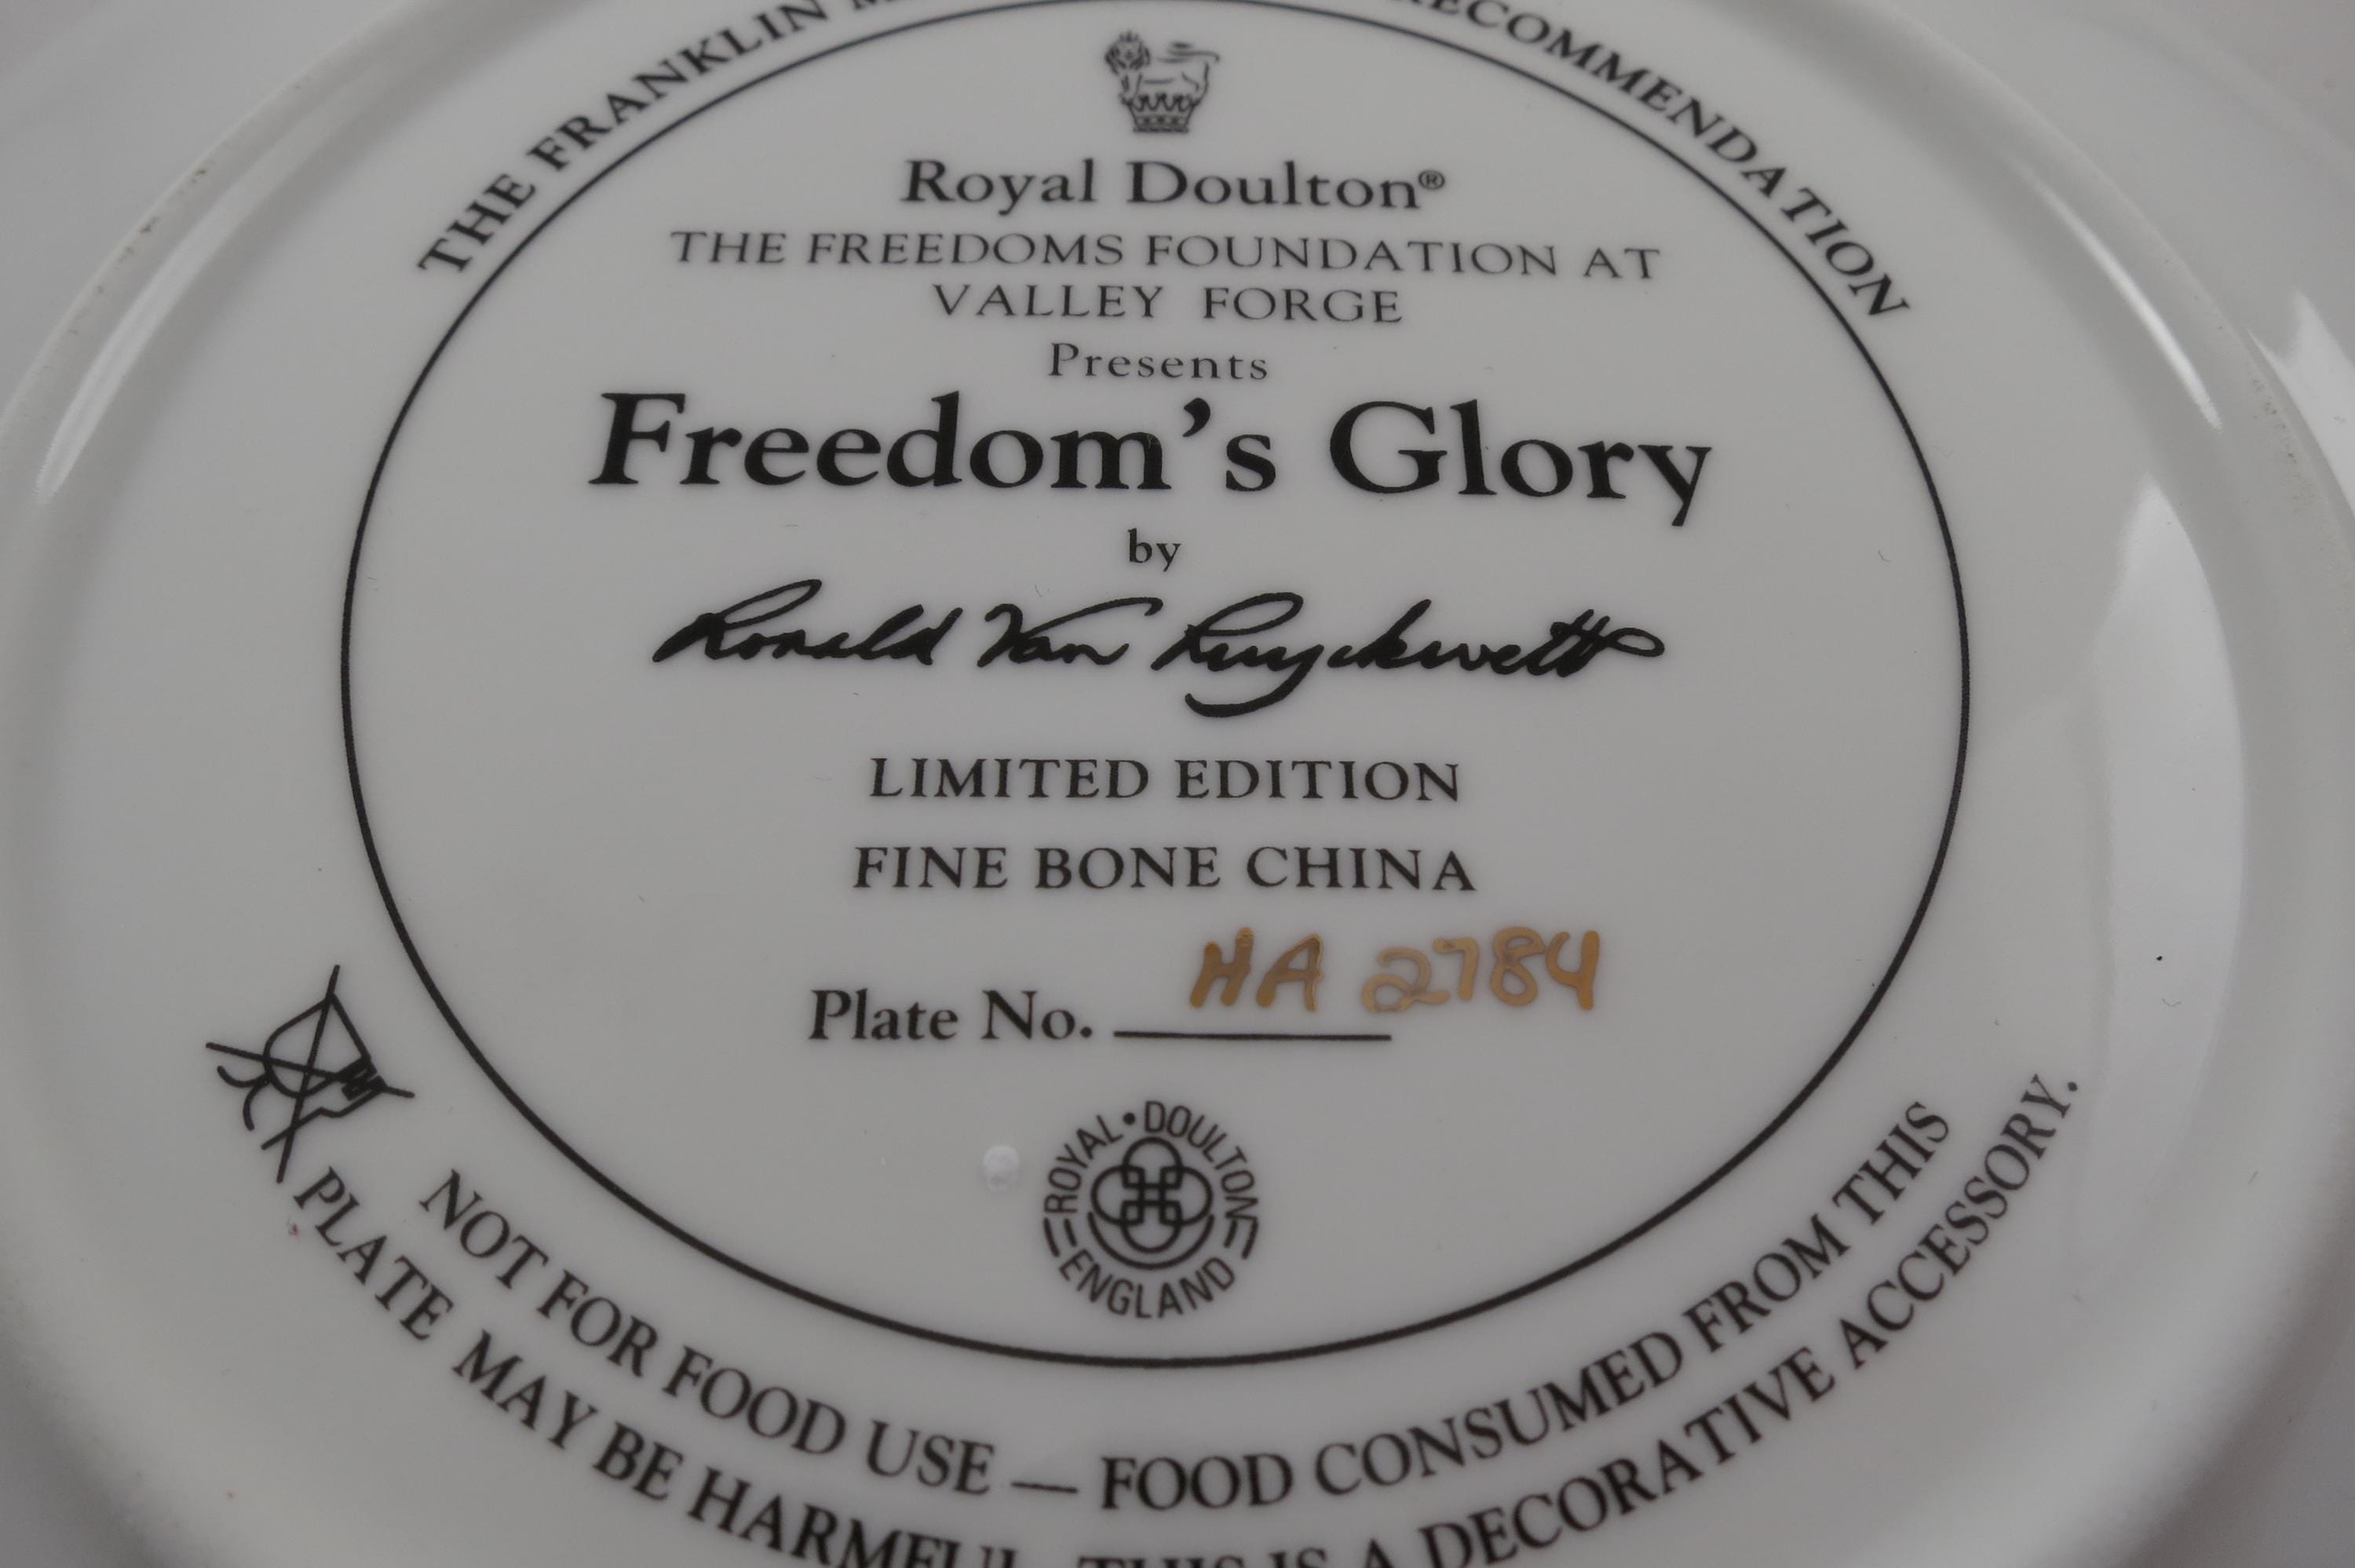 THE FRANKLIN
RECOMMENDATION
Royal Doulton®
THE FREEDOMS FOUNDATION AT
VALLEY FORGE
Presents
Freedom's Glory
by
Ronald Van Ruyckevelt
LIMITED EDITION
FINE BONE CHINA
Plate No. HA 2784
ROYAL • DOULTON
ENGLAND
NOT FOR FOOD USE — FOOD CONSUMED FROM THIS
PLATE MAY BE HARMFUL. THIS IS A DECORATIVE ACCESSORY.